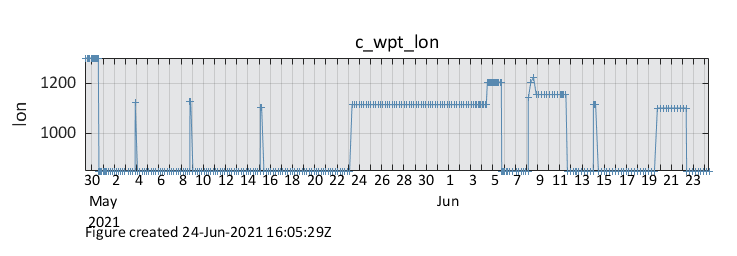 c_wpt_lon
lon
1200
1000
30 2 4 6 8 10 12 14 16 18 20 22 24 26 28 30 1 3 5 7 9 11 13 15 17 19 21 23
May Jun
2021
Figure created 24-Jun-2021 16:05:29Z